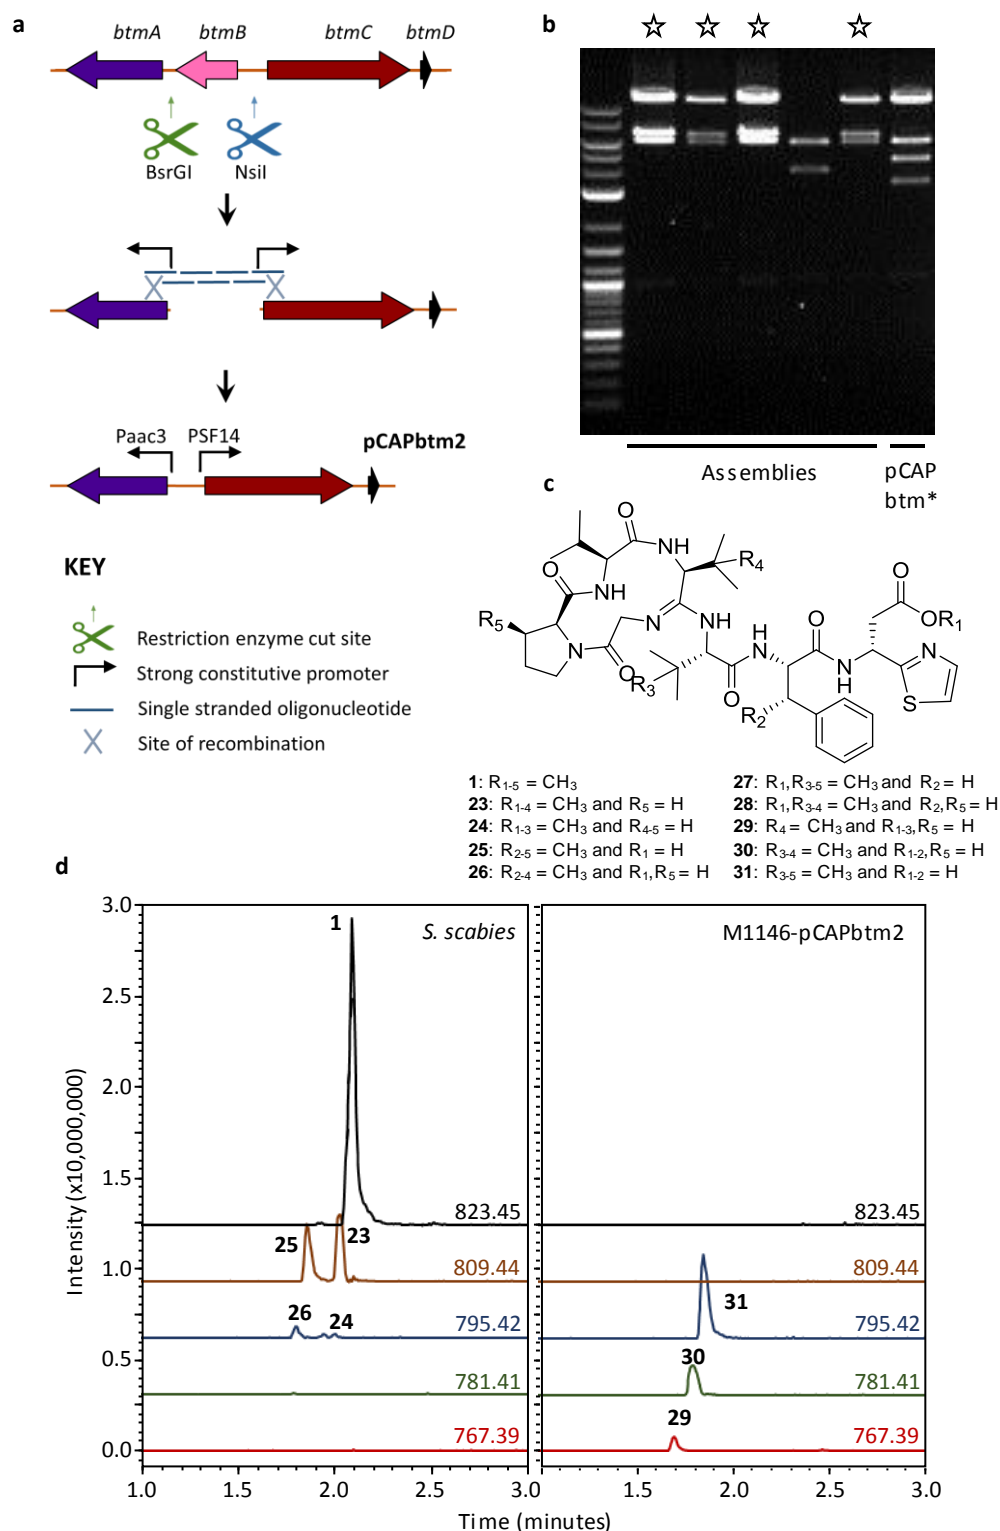 a
btmA btmB btmC btmD
BsrGI NsiI
Paac3 PSF14 pCAPbtm2
KEY
Restriction enzyme cut site
Strong constitutive promoter
Single stranded oligonucleotide
Site of recombination
b
Assemblies
pCAP
btm*
c
O
NH
R4
O
NH
R5
N
N
NH
O
O
R3
O
H
N
R2
O
N
H
O
OR1
N
S
1: R1-5 = CH3
23: R1-4 = CH3 and R5 = H
24: R1-3 = CH3 and R4-5 = H
25: R2-5 = CH3 and R1 = H
26: R2-4 = CH3 and R1,R5 = H
27: R1,R3-5 = CH3 and R2 = H
28: R1,R3-4 = CH3 and R2,R5 = H
29: R4 = CH3 and R1-3,R5 = H
30: R3-4 = CH3 and R1-2,R5 = H
31: R3-5 = CH3 and R1-2 = H
d
Intensity (x10,000,000)
3.0
2.5
2.0
1.5
1.0
0.5
0.0
S. scabies
1
823.45
25
23
809.44
26
24
795.42
781.41
767.39
1.0 1.5 2.0 2.5 3.0
M1146-pCAPbtm2
823.45
809.44
31
795.42
30
781.41
29
767.39
1.5 2.0 2.5 3.0
Time (minutes)